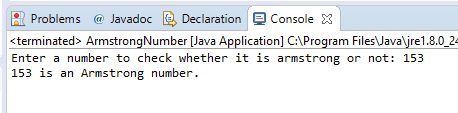 Problems @ Javadoc Declaration Console
<terminated> ArmstrongNumber [Java Application] C:\Program Files\Java\jre1.8.0_24
Enter a number to check whether it is armstrong or not: 153
153 is an Armstrong number.